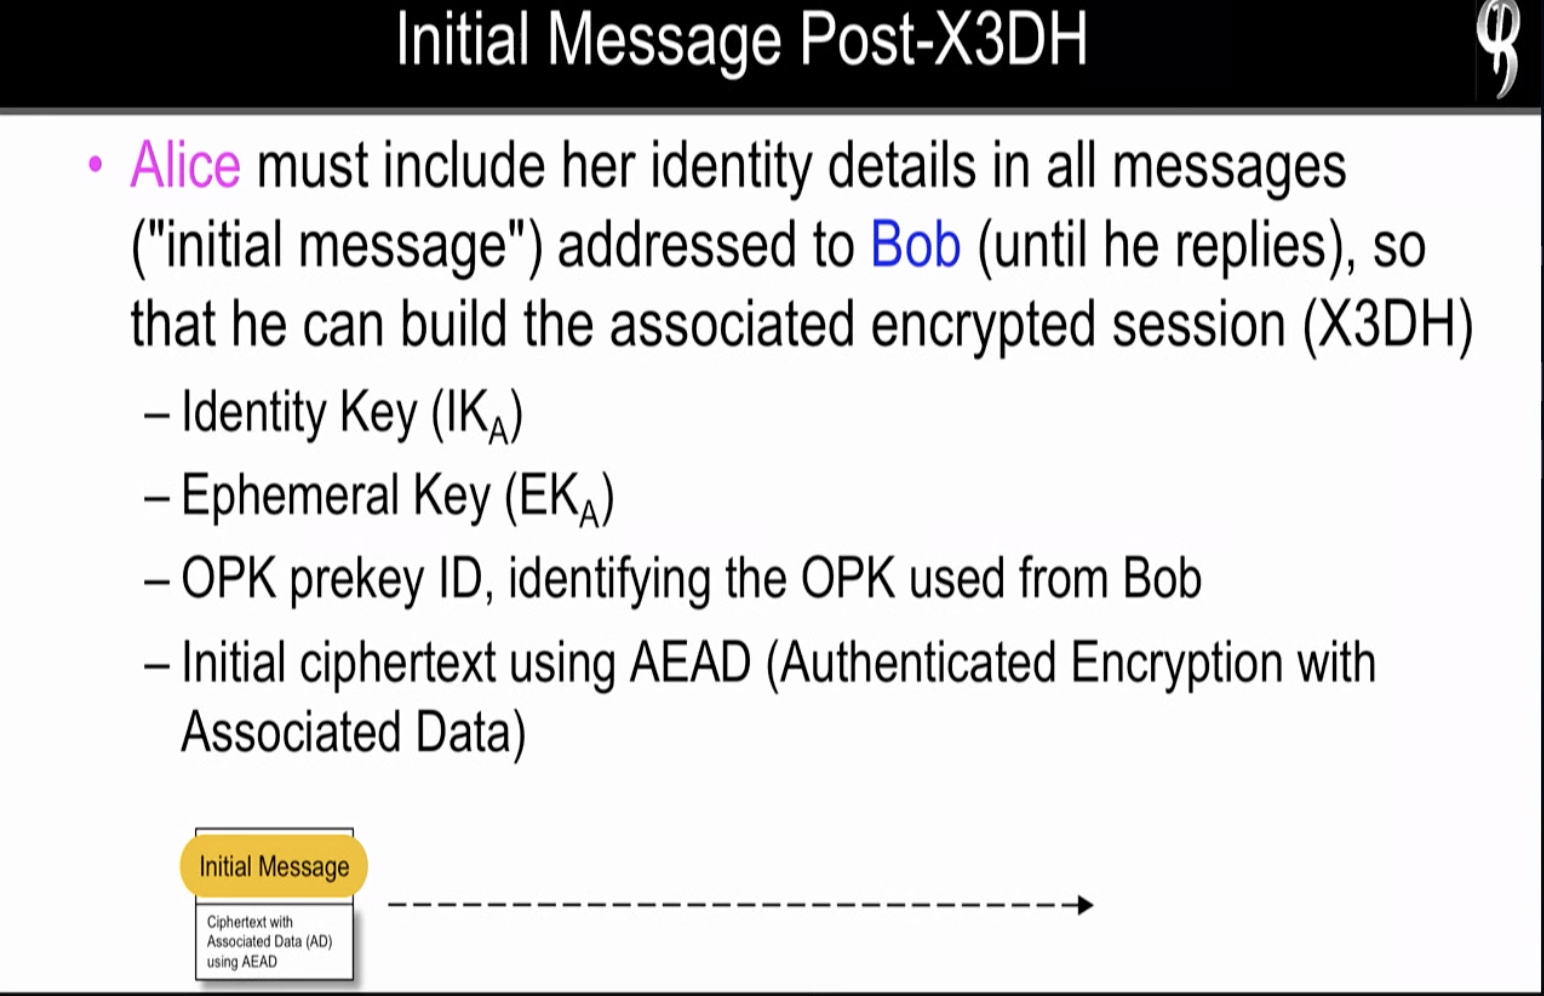 Initial Message Post-X3DH
• Alice must include her identity details in all messages
("initial message") addressed to Bob (until he replies), so
that he can build the associated encrypted session (X3DH)
– Identity Key (IKA)
– Ephemeral Key (EKA)
– OPK prekey ID, identifying the OPK used from Bob
– Initial ciphertext using AEAD (Authenticated Encryption with
Associated Data)
Initial Message
Ciphertext with
Associated Data (AD)
using AEAD